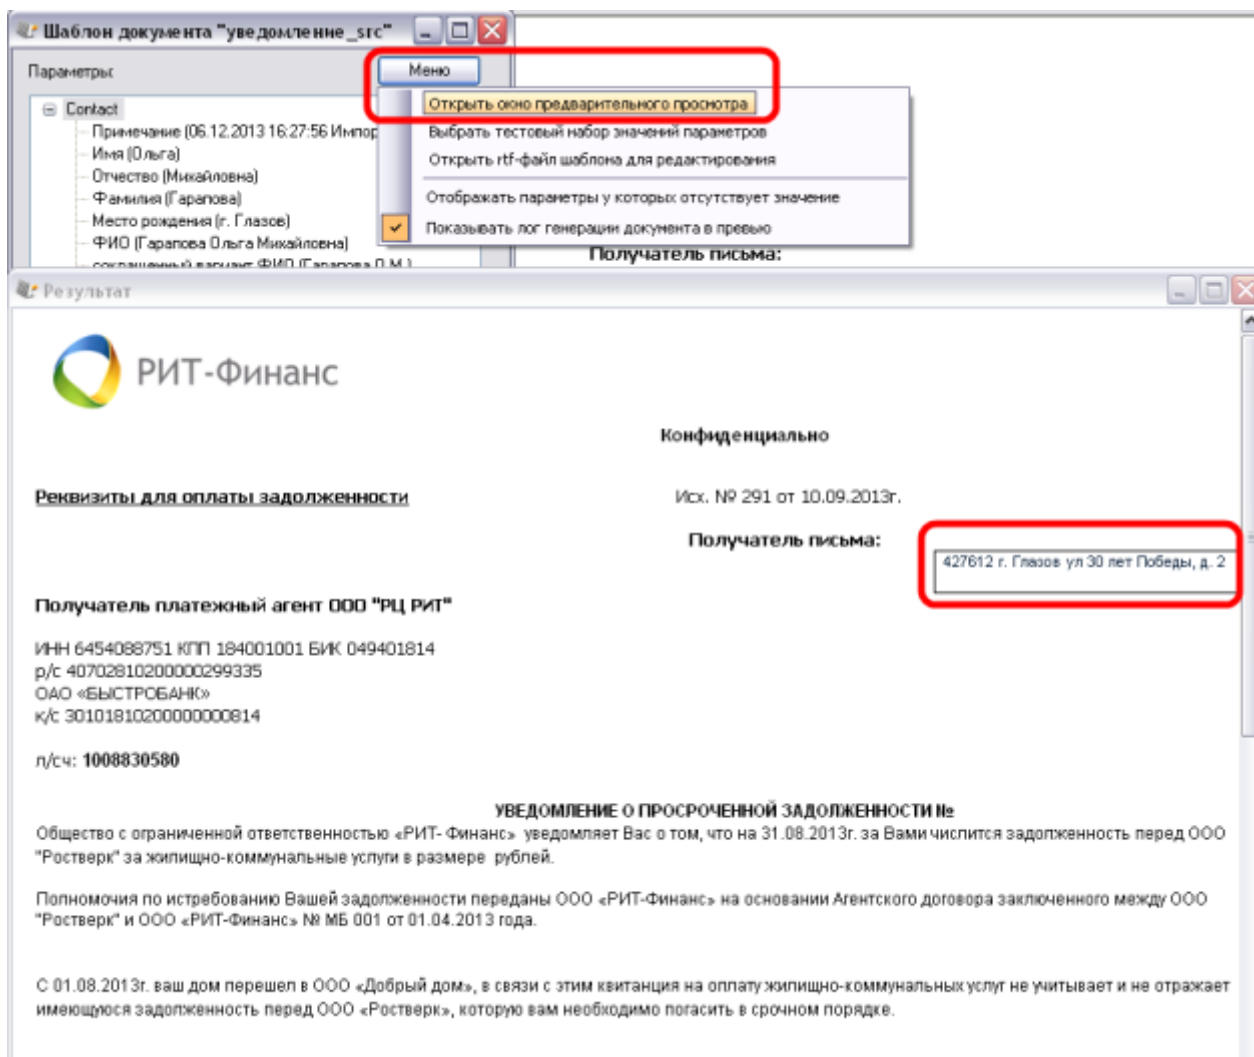 Шаблон документа "уведомление_src"
Параметры:
Меню
Contact
Примечание (06.12.2013 16:27:56 Импор
Имя (Ольга)
Отчество (Михайловна)
Фамилия (Гарапова)
Место рождения (г. Глазов)
ФИО (Гарапова Ольга Михайловна)
сокращенный вариант ФИО (Гарапова О.М.)
Открыть окно предварительного просмотра
Выбрать тестовый набор значений параметров
Открыть rtf-файл шаблона для редактирования
Отображать параметры у которых отсутствует значение
Показывать лог генерации документа в превью
Получатель письма:
Результат
РИТ-Финанс
Конфиденциально
Реквизиты для оплаты задолженности
Исх. № 291 от 10.09.2013г.
Получатель письма:
427612 г. Глазов ул 30 лет Победы, д. 2
Получатель платежный агент ООО "РЦ РИТ"
ИНН 6454088751 КПП 184001001 БИК 049401814
р/с 40702810200000299335
ОАО «БЫСТРОБАНК»
к/с 30101810200000000814
л/сч: 1008830580
УВЕДОМЛЕНИЕ О ПРОСРОЧЕННОЙ ЗАДОЛЖЕННОСТИ №
Общество с ограниченной ответственностью «РИТ- Финанс» уведомляет Вас о том, что на 31.08.2013г. за Вами числится задолженность перед ООО
"Ростверк" за жилищно-коммунальные услуги в размере рублей.
Полномочия по истребованию Вашей задолженности переданы ООО «РИТ-Финанс» на основании Агентского договора заключенного между ООО
"Ростверк" и ООО «РИТ-Финанс» № МБ 001 от 01.04.2013 года.
С 01.08.2013г. ваш дом перешел в ООО «Добрый дом», в связи с этим квитанция на оплату жилищно-коммунальных услуг не учитывает и не отражает
имеющуюся задолженность перед ООО «Ростверк», которую вам необходимо погасить в срочном порядке.